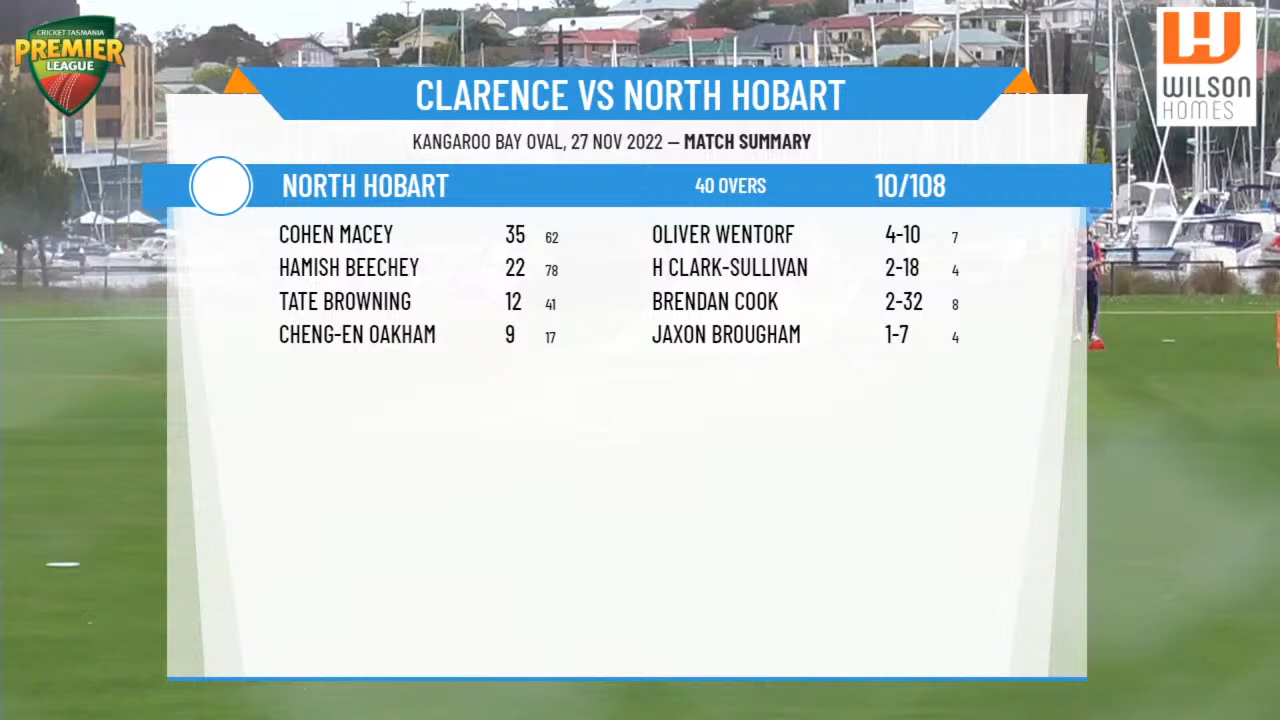 CRICKET TASMANIA
PREMIER
LEAGUE
WILSON
HOMES
CLARENCE VS NORTH HOBART
KANGAROO BAY OVAL, 27 NOV 2022 – MATCH SUMMARY
NORTH HOBART 40 OVERS 10/108
COHEN MACEY 35 62 OLIVER WENTORF 4-10 7
HAMISH BEECHEY 22 78 H CLARK-SULLIVAN 2-18 4
TATE BROWNING 12 41 BRENDAN COOK 2-32 8
CHENG-EN OAKHAM 9 17 JAXON BROUGHAM 1-7 4